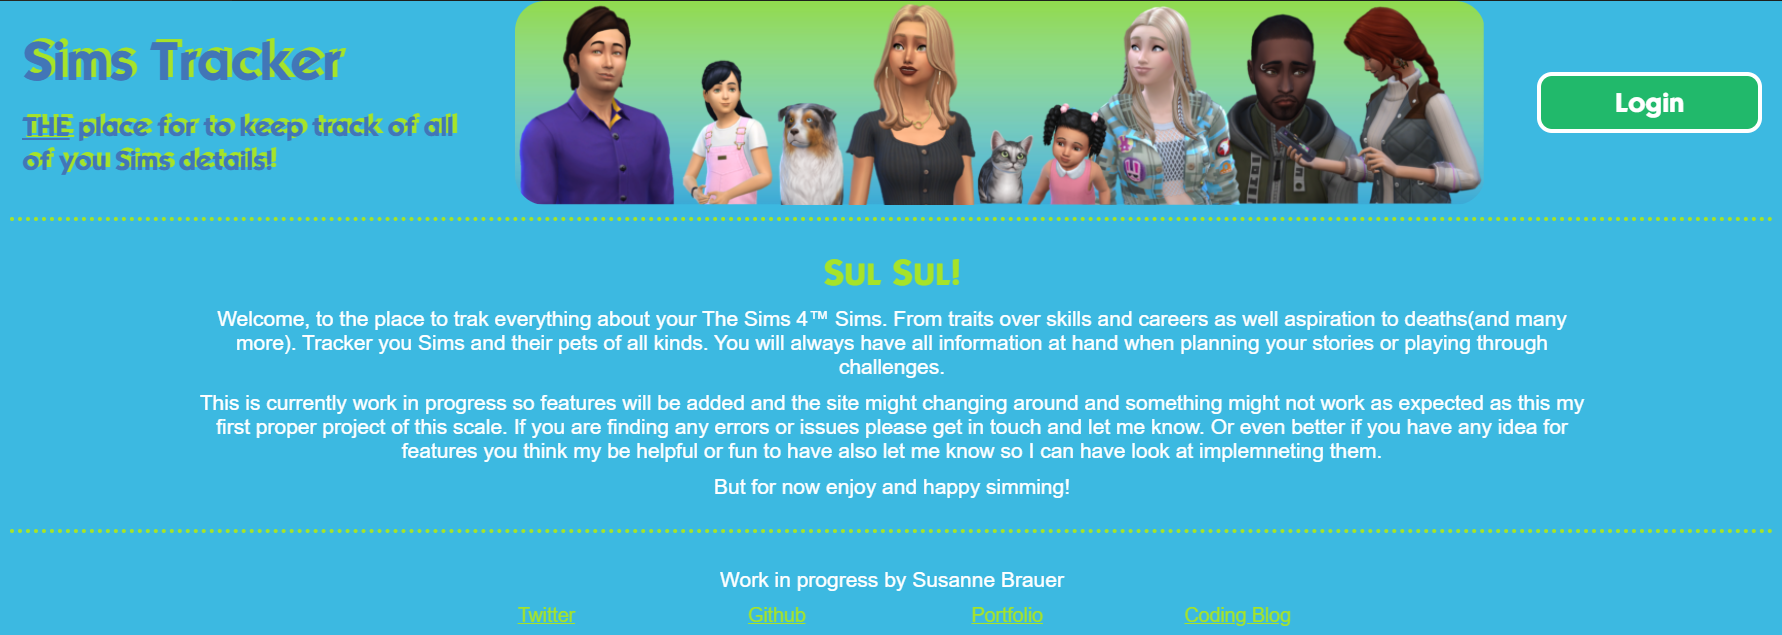 Sims Tracker
THE place for to keep track of all
of you Sims details!
Login
Sul Sul!
Welcome, to the place to trak everything about your The Sims 4™ Sims. From traits over skills and careers as well aspiration to deaths(and many
more). Tracker you Sims and their pets of all kinds. You will always have all information at hand when planning your stories or playing through
challenges.
This is currently work in progress so features will be added and the site might changing around and something might not work as expected as this my
first proper project of this scale. If you are finding any errors or issues please get in touch and let me know. Or even better if you have any idea for
features you think my be helpful or fun to have also let me know so I can have look at implemneting them.
But for now enjoy and happy simming!
Work in progress by Susanne Brauer
Twitter Github Portfolio Coding Blog